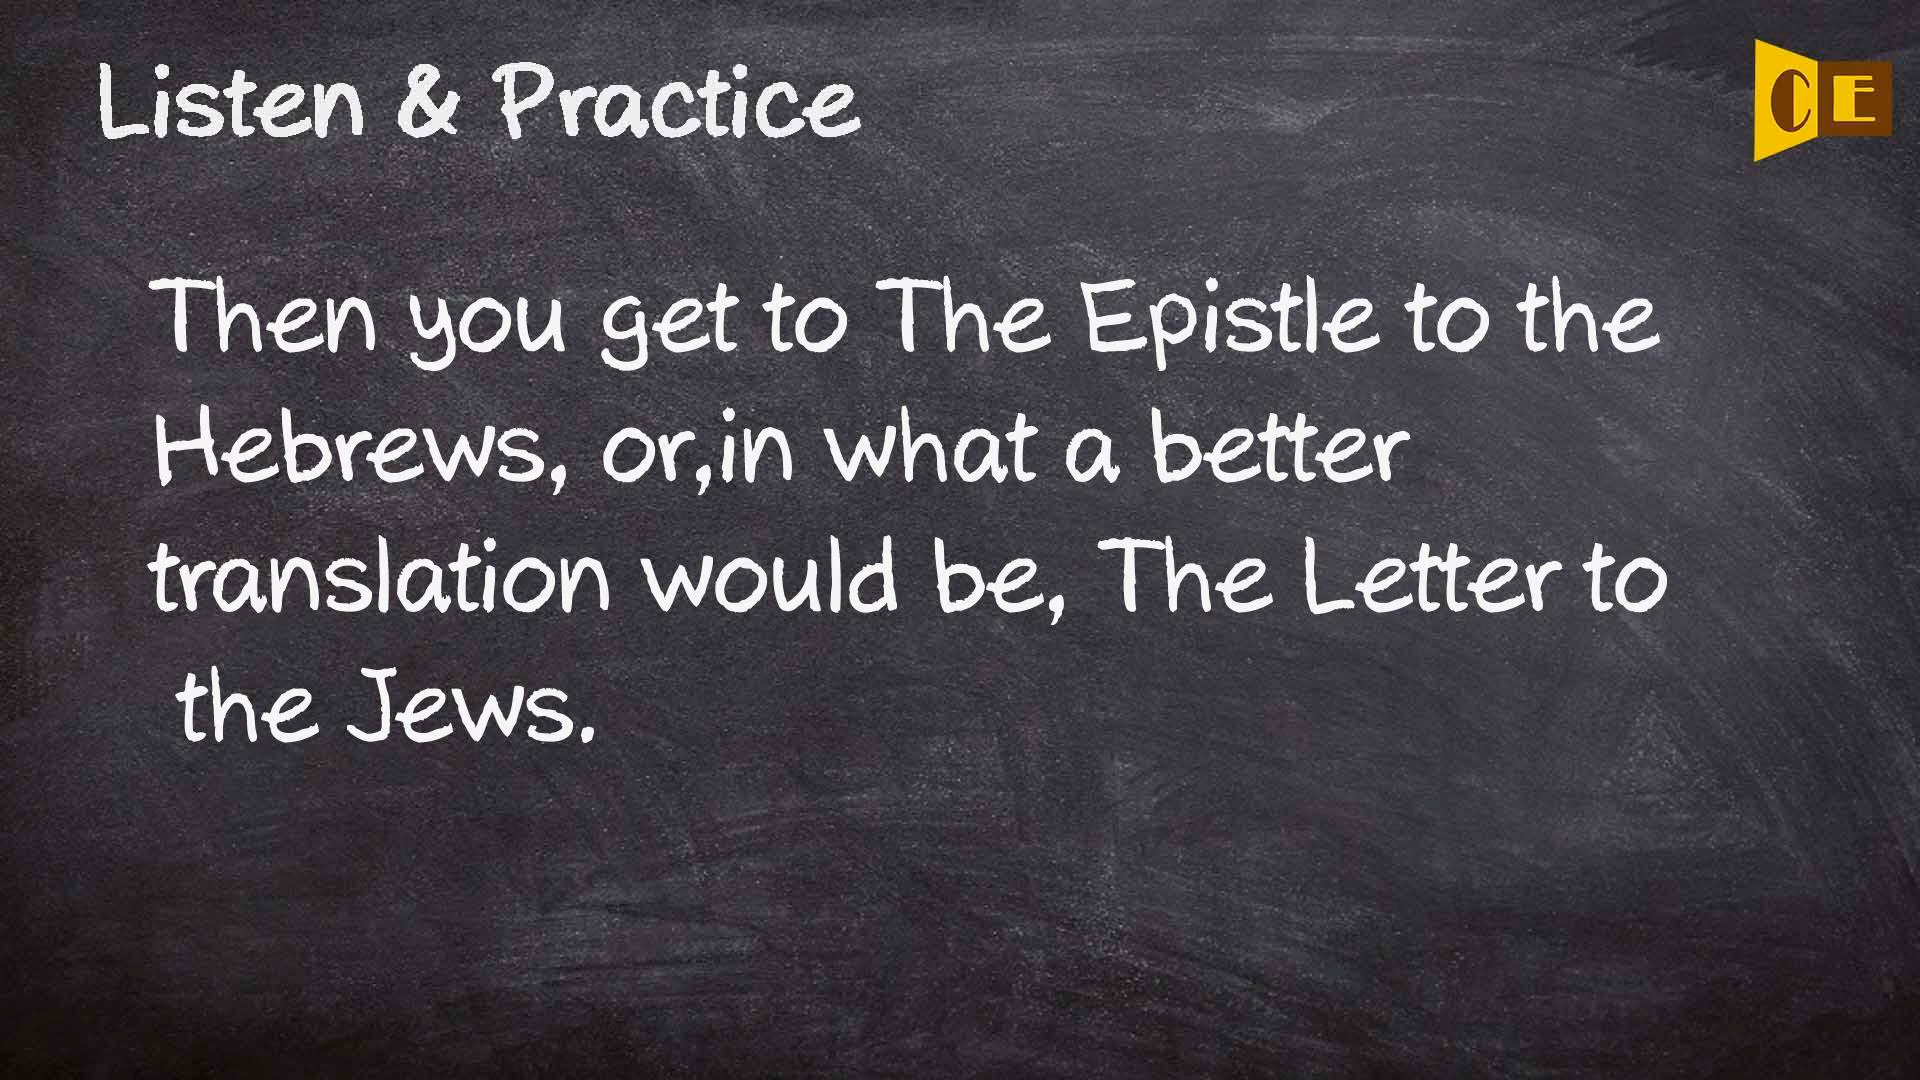 Listen & Practice
CE
Then you get to The Epistle to the
Hebrews, or,in what a better
translation would be, The Letter to
the Jews.